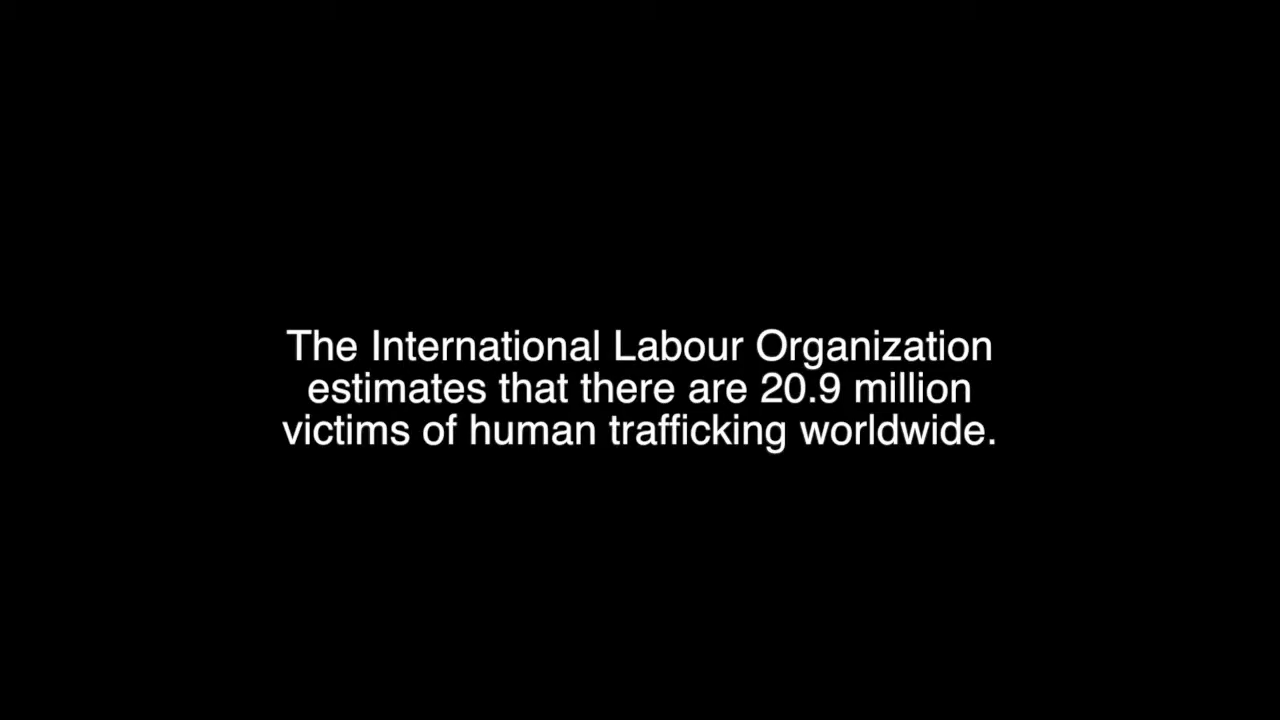 The International Labour Organization
estimates that there are 20.9 million
victims of human trafficking worldwide.